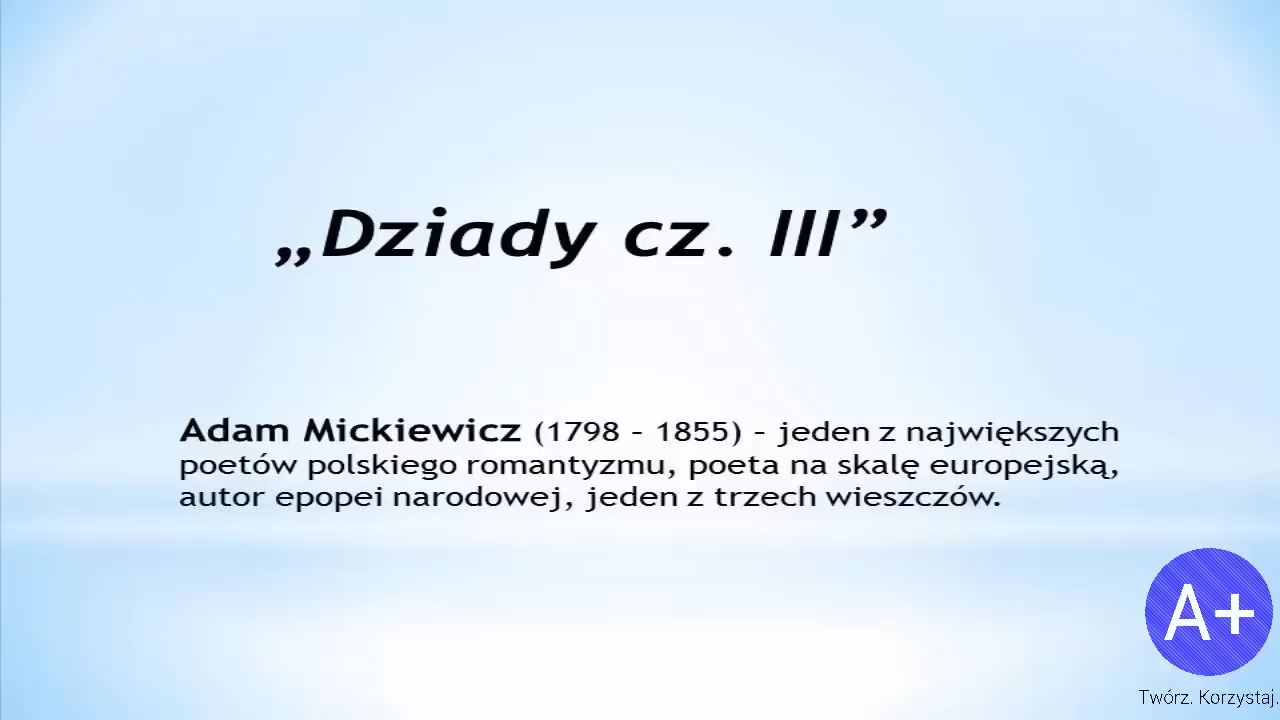 „Dziady cz. III”
Adam Mickiewicz (1798 – 1855) – jeden z największych
poetów polskiego romantyzmu, poeta na skalę europejską,
autor epopei narodowej, jeden z trzech wieszczów.
A+
Twórz. Korzystaj.